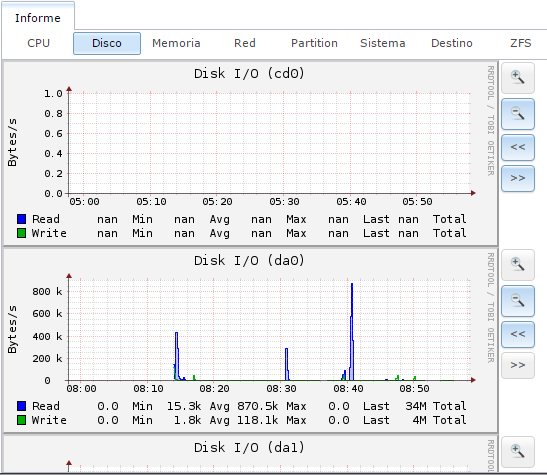 Informe
CPU Disco Memoria Red Partition Sistema Destino ZFS
Disk I/O (cd0)
RRDTOOL / TOBI OETIKER
Bytes/s
1.0
0.8
0.6
0.4
0.2
0.0
05:00 05:10 05:20 05:30 05:40 05:50
Read nan Min nan Avg nan Max nan Last nan Total
Write nan Min nan Avg nan Max nan Last nan Total
<<
>>
Disk I/O (da0)
RRDTOOL / TOBI OETIKER
Bytes/s
800 k
600 k
400 k
200 k
0
08:00 08:10 08:20 08:30 08:40 08:50
Read 0.0 Min 15.3k Avg 870.5k Max 0.0 Last 34M Total
Write 0.0 Min 1.8k Avg 118.1k Max 0.0 Last 4M Total
<<
>>
Disk I/O (da1)
RRDTOO